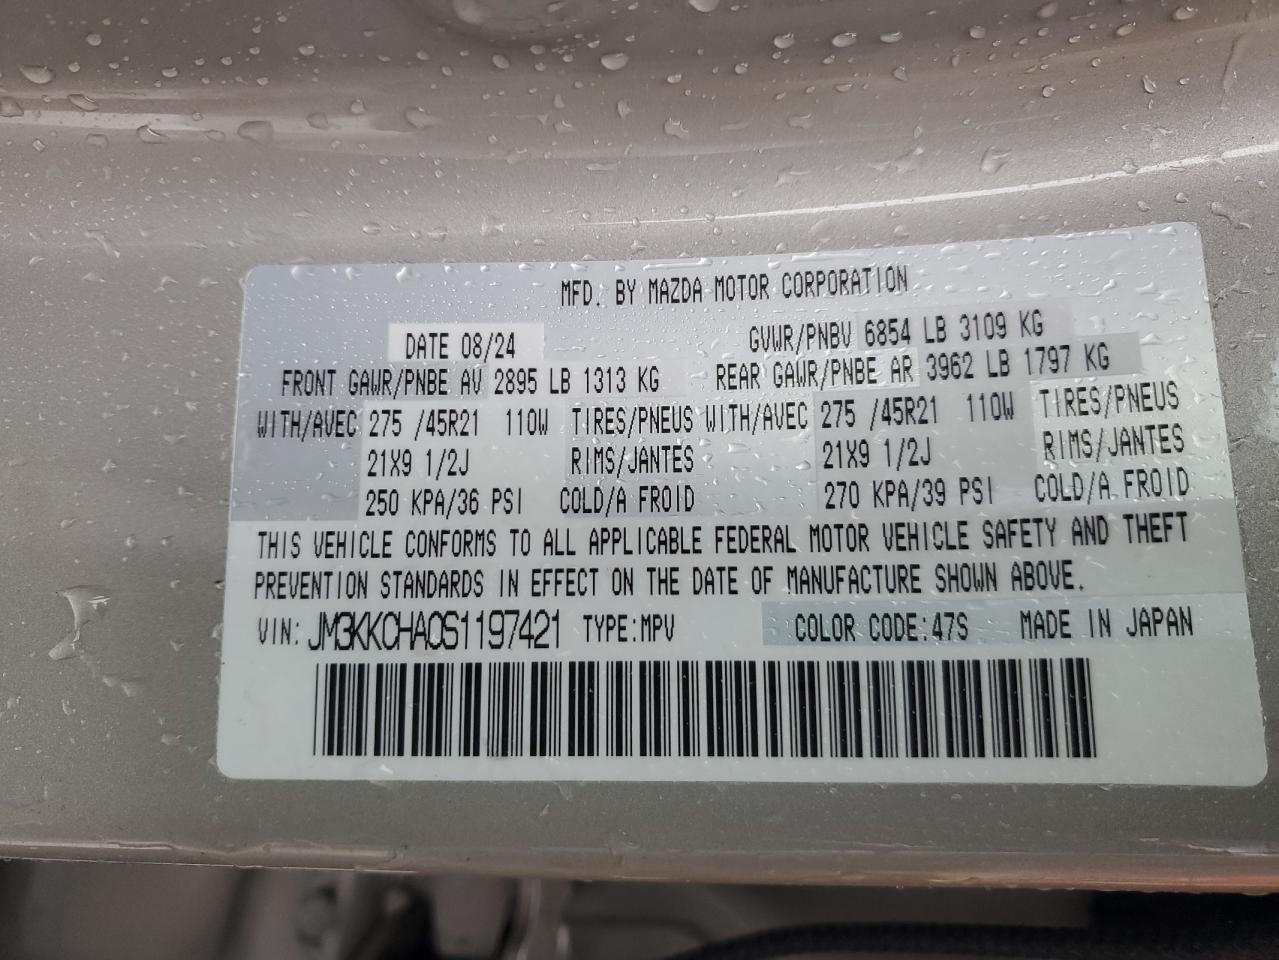 MFD. BY MAZDA MOTOR CORPORATION
DATE 08/24 GVWR/PNBV 6854 LB 3109 KG
FRONT GAWR/PNBE AV 2895 LB 1313 KG REAR GAWR/PNBE AR 3962 LB 1797 KG
WITH/AVEC 275 /45R21 110W TIRES/PNEUS WITH/AVEC 275 /45R21 110W TIRES/PNEUS
21X9 1/2J RIMS/JANTES 21X9 1/2J RIMS/JANTES
250 KPA/36 PSI COLD/A FROID 270 KPA/39 PSI COLD/A FROID
THIS VEHICLE CONFORMS TO ALL APPLICABLE FEDERAL MOTOR VEHICLE SAFETY AND THEFT
PREVENTION STANDARDS IN EFFECT ON THE DATE OF MANUFACTURE SHOWN ABOVE.
VIN: JM3KKCHA0S1197421 TYPE:MPV COLOR CODE:47S MADE IN JAPAN